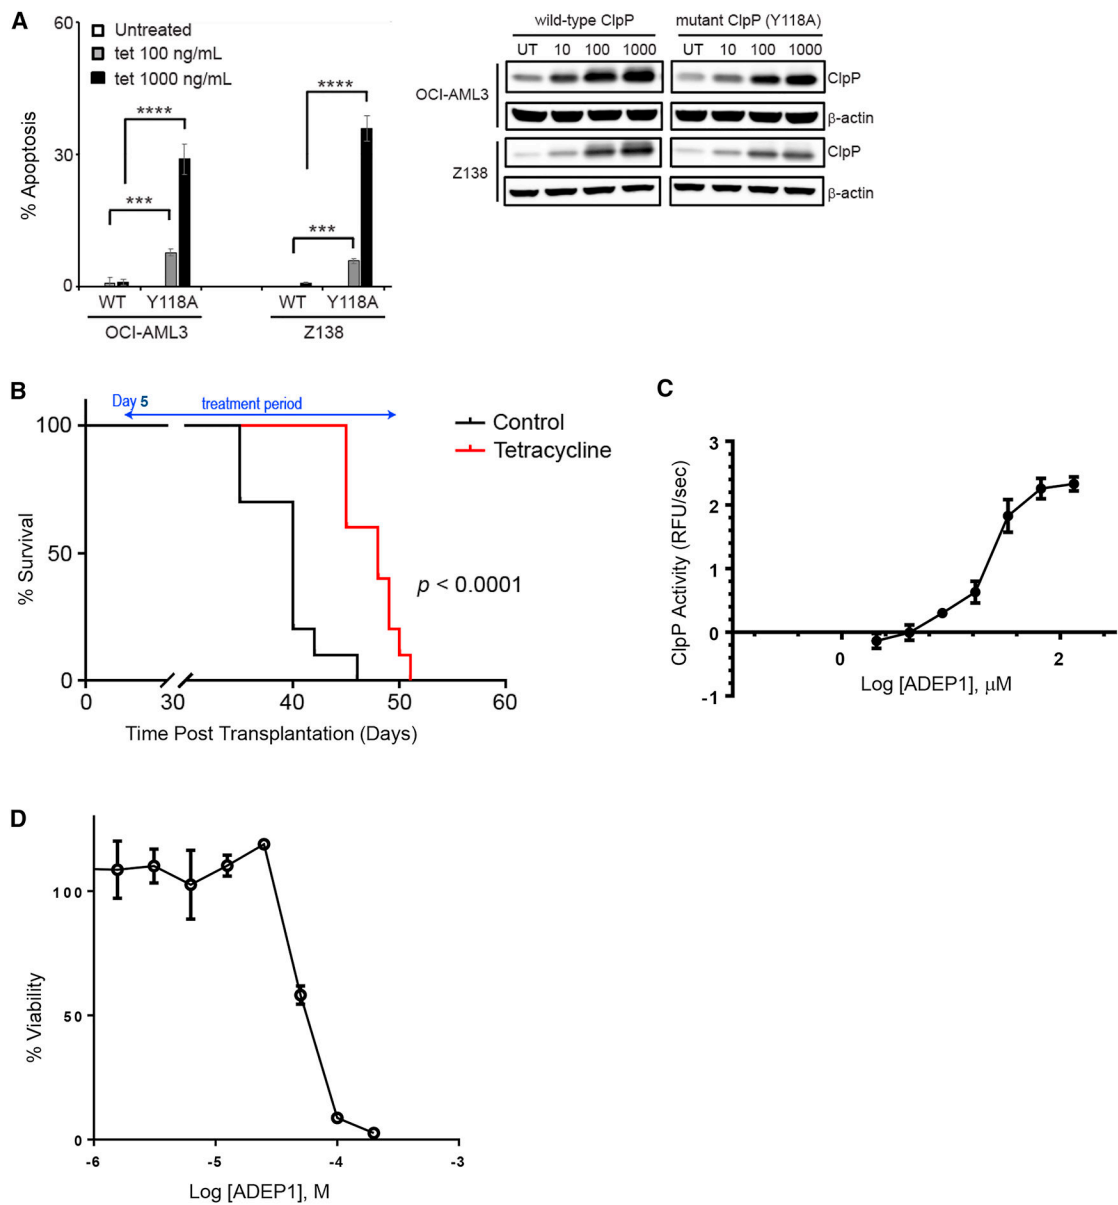 A
60
30
0
% Apoptosis
Untreated
tet 100 ng/mL
tet 1000 ng/mL
****
***
****
***
WT Y118A WT Y118A
OCI-AML3 Z138
wild-type ClpP mutant ClpP (Y118A)
UT 10 100 1000 UT 10 100 1000
OCI-AML3
ClpP
β-actin
Z138
ClpP
β-actin
B
Day 5 treatment period
Control
Tetracycline
100
50
0
% Survival
p < 0.0001
0 30 40 50 60
Time Post Transplantation (Days)
C
3
2
1
0
-1
ClpP Activity (RFU/sec)
0 2
Log [ADEP1], μM
D
100
50
0
% Viability
-6 -5 -4 -3
Log [ADEP1], M